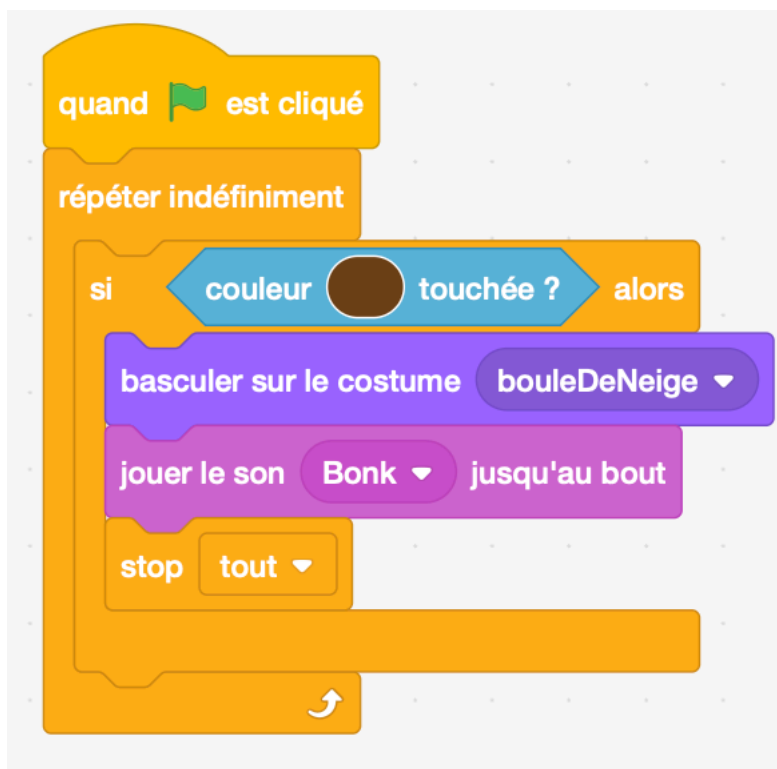 quand est cliqué
répéter indéfiniment
si couleur touchée ? alors
basculer sur le costume bouleDeNeige
jouer le son Bonk jusqu'au bout
stop tout